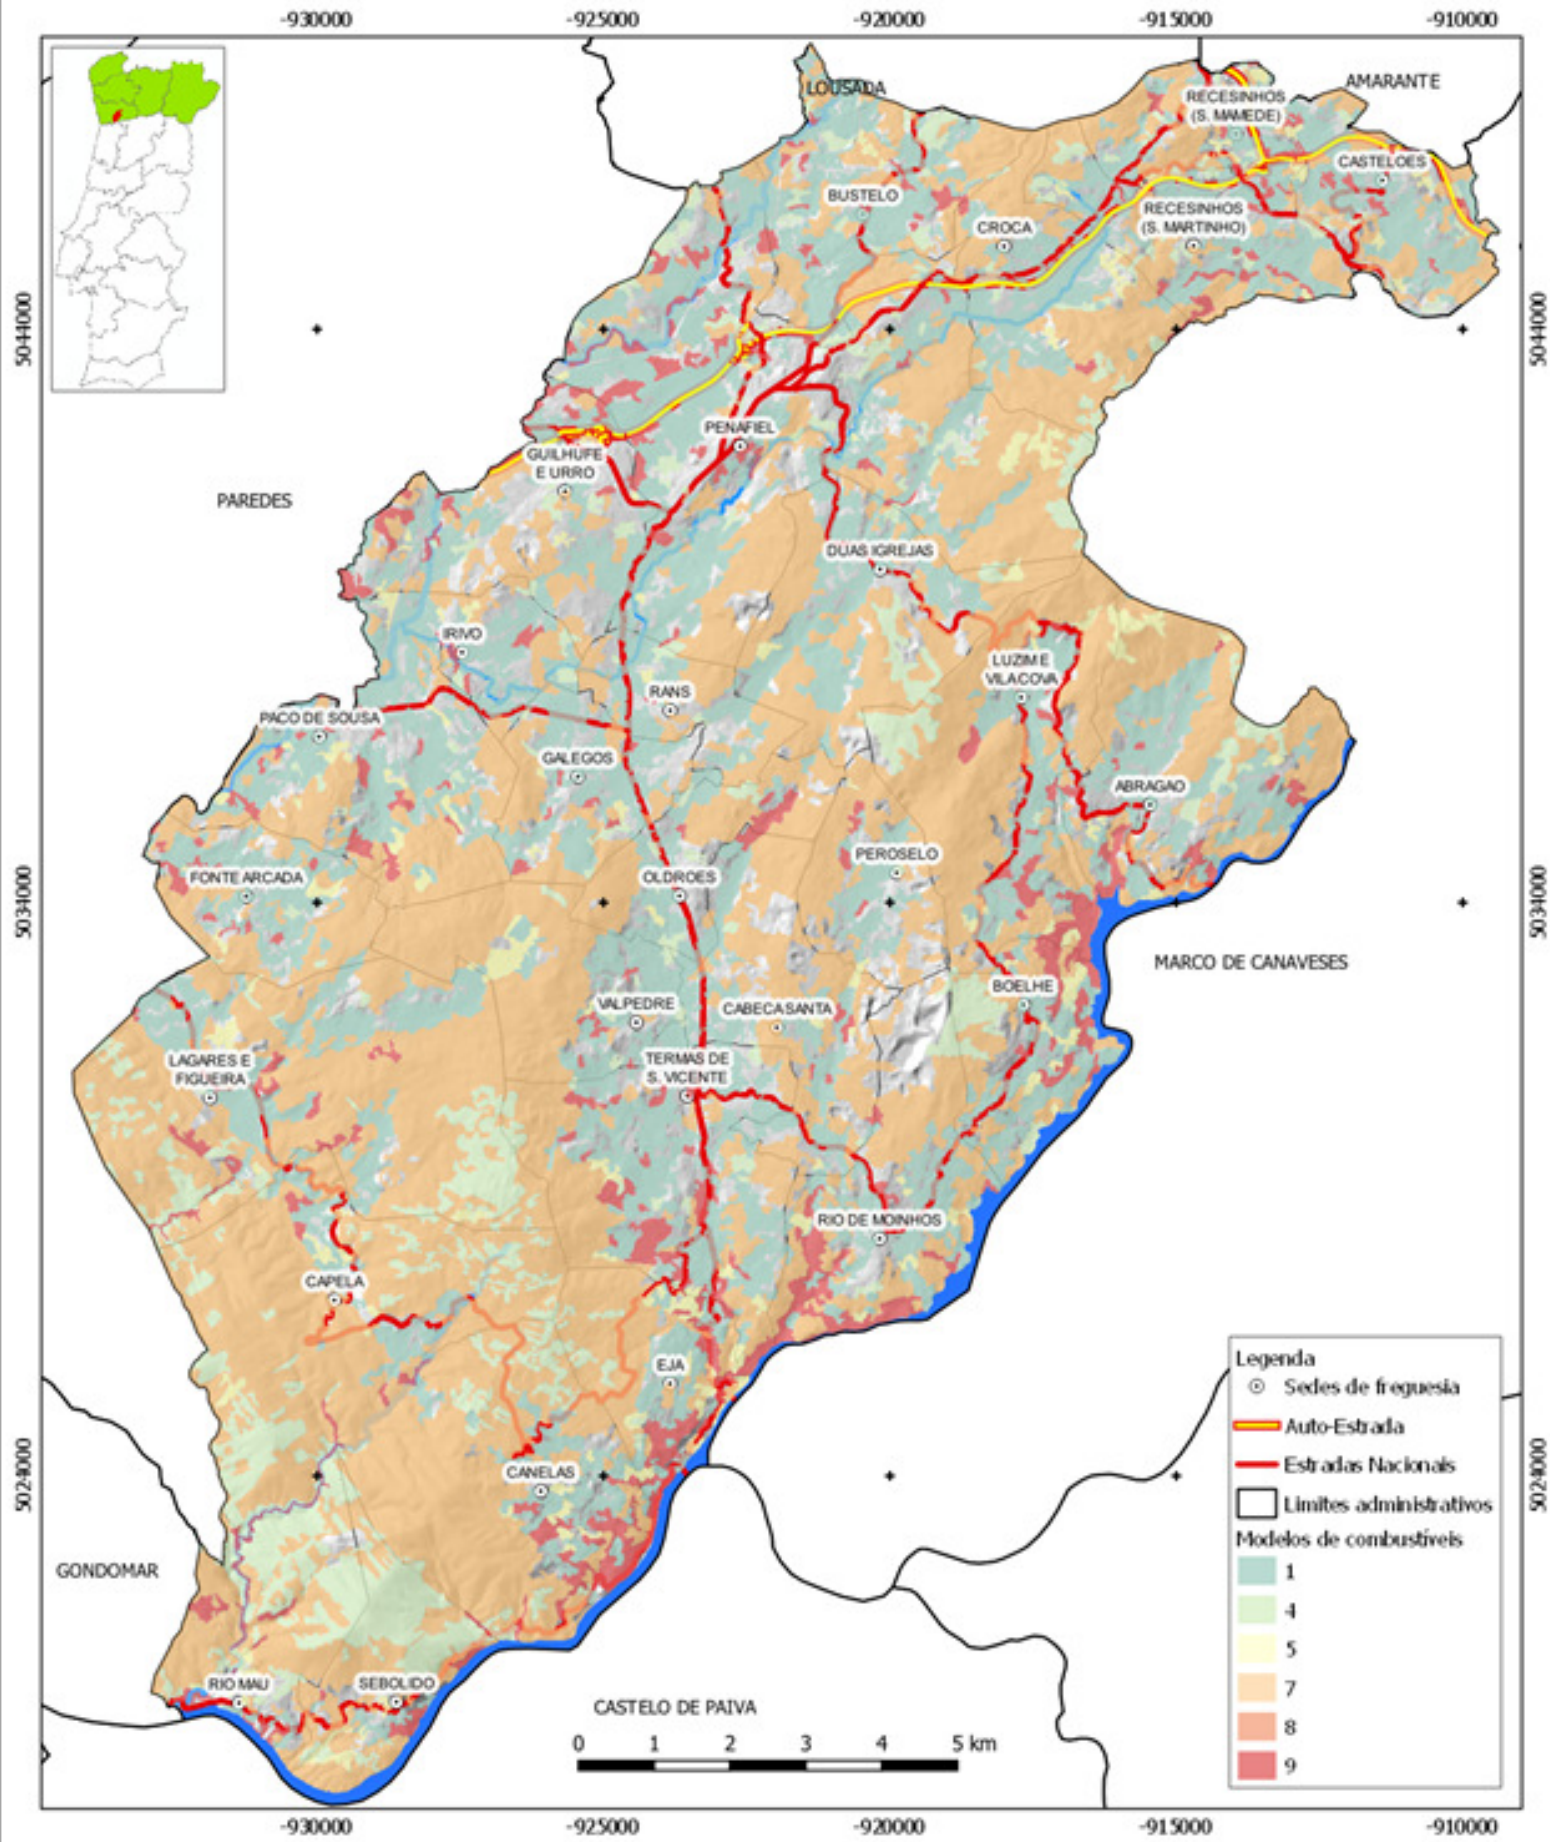 -930000
-925000
-920000
-915000
-910000
LOUSADA
AMARANTE
RECESINHOS
(S. MAMEDE)
CASTELOES
BUSTELO
RECESINHOS
(S. MARTINHO)
CROCA
5044000
5044000
PENAFIEL
GUILHUFE
E URRO
PAREDES
DUAS IGREJAS
IRIVO
LUZIM E
VILA COVA
RANS
PACO DE SOUSA
GALEGOS
ABRAGAO
PEROSELO
FONTE ARCADA
OLDROES
5034000
5034000
MARCO DE CANAVESES
BOELHE
VALPEDRE
CABECA SANTA
LAGARES E
FIGUEIRA
TERMAS DE
S. VICENTE
RIO DE MOINHOS
CAPELA
EJA
Legenda
Sedes de freguesia
Auto-Estrada
Estradas Nacionais
Limites administrativos
Modelos de combustíveis
1
4
5
7
8
9
CANELAS
5024000
5024000
GONDOMAR
RIO MAU
SEBOLIDO
CASTELO DE PAIVA
0 1 2 3 4 5 km
-930000
-925000
-920000
-915000
-910000